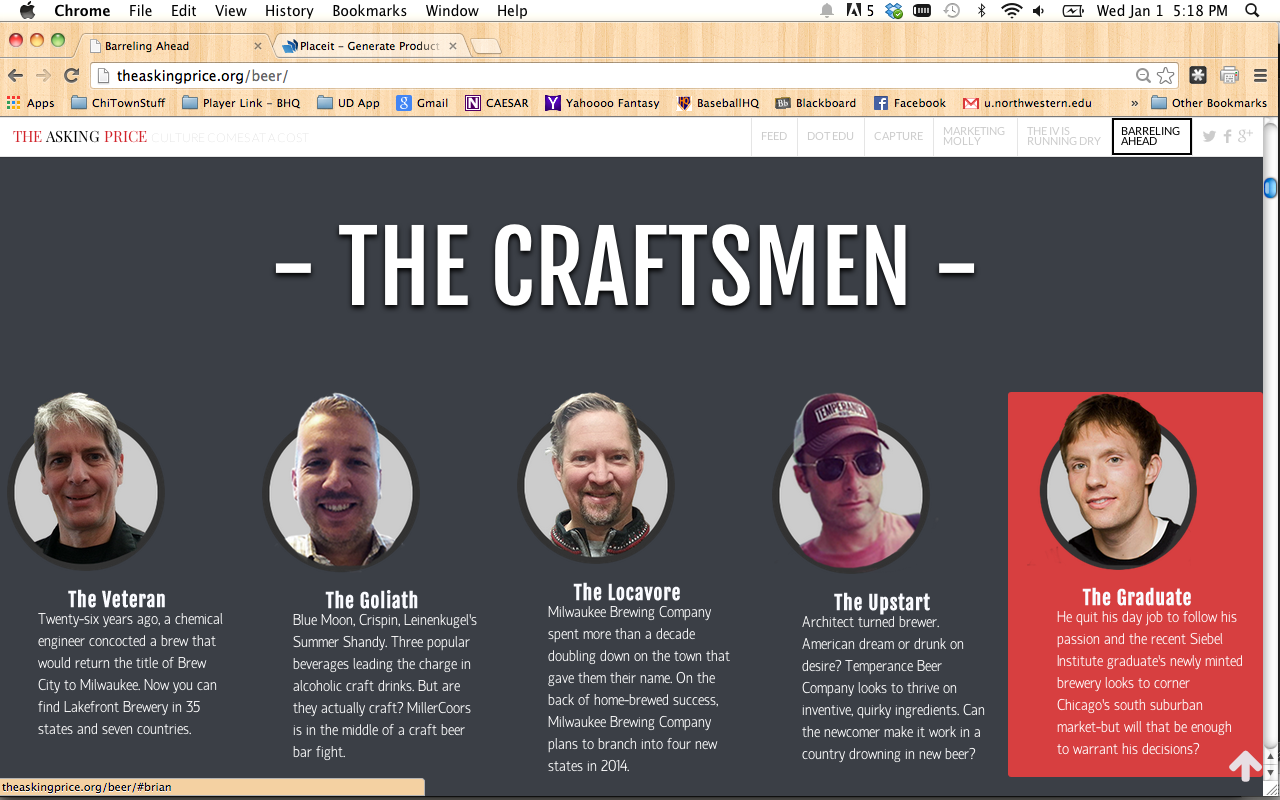 Chrome File Edit View History Bookmarks Window Help 5 Wed Jan 1 5:18 PM
Barreling Ahead Placeit - Generate Product
theaskingprice.org/beer/
Apps ChiTownStuff Player Link - BHQ UD App Gmail CAESAR Yahoooo Fantasy BaseballHQ Blackboard Facebook u.northwestern.edu » Other Bookmarks
THE ASKING PRICE CULTURE COMES AT A COST
FEED DOT EDU CAPTURE
MARKETING
MOLLY
THE IV IS
RUNNING DRY
BARRELING
AHEAD
– THE CRAFTSMEN –
TEMPERANCE
The Veteran
Twenty-six years ago, a chemical
engineer concocted a brew that
would return the title of Brew
City to Milwaukee. Now you can
find Lakefront Brewery in 35
states and seven countries.
The Goliath
Blue Moon, Crispin, Leinenkugel's
Summer Shandy. Three popular
beverages leading the charge in
alcoholic craft drinks. But are
they actually craft? MillerCoors
is in the middle of a craft beer
bar fight.
The Locavore
Milwaukee Brewing Company
spent more than a decade
doubling down on the town that
gave them their name. On the
back of home-brewed success,
Milwaukee Brewing Company
plans to branch into four new
states in 2014.
The Upstart
Architect turned brewer.
American dream or drunk on
desire? Temperance Beer
Company looks to thrive on
inventive, quirky ingredients. Can
the newcomer make it work in a
country drowning in new beer?
The Graduate
He quit his day job to follow his
passion and the recent Siebel
Institute graduate's newly minted
brewery looks to corner
Chicago's south suburban
market-but will that be enough
to warrant his decisions?
theaskingprice.org/beer/#brian